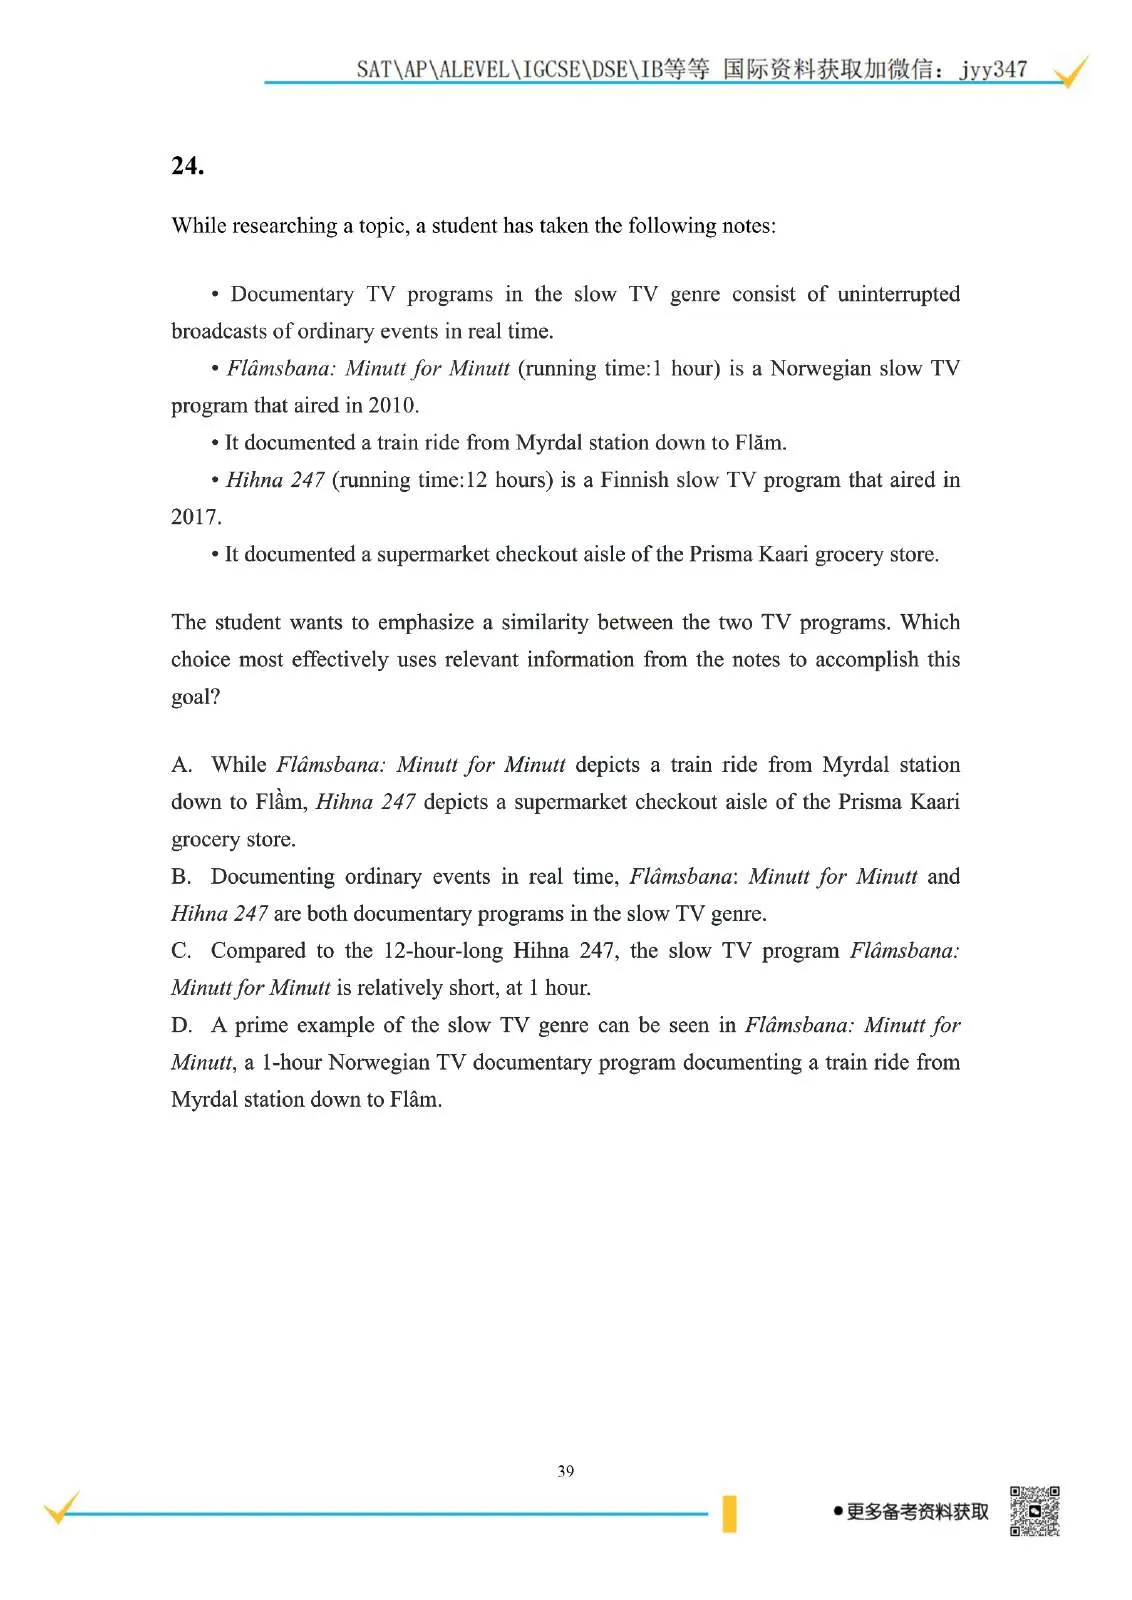 SAT\AP\ALEVEL\IGCSE\DSE\IB等等 国际资料获取加微信：jyy347
24.
While researching a topic, a student has taken the following notes:
• Documentary TV programs in the slow TV genre consist of uninterrupted
broadcasts of ordinary events in real time.
• Flâmsbana: Minutt for Minutt (running time:1 hour) is a Norwegian slow TV
program that aired in 2010.
• It documented a train ride from Myrdal station down to Flăm.
• Hihna 247 (running time:12 hours) is a Finnish slow TV program that aired in
2017.
• It documented a supermarket checkout aisle of the Prisma Kaari grocery store.
The student wants to emphasize a similarity between the two TV programs. Which
choice most effectively uses relevant information from the notes to accomplish this
goal?
A. While Flâmsbana: Minutt for Minutt depicts a train ride from Myrdal station
down to Flầm, Hihna 247 depicts a supermarket checkout aisle of the Prisma Kaari
grocery store.
B. Documenting ordinary events in real time, Flâmsbana: Minutt for Minutt and
Hihna 247 are both documentary programs in the slow TV genre.
C. Compared to the 12-hour-long Hihna 247, the slow TV program Flâmsbana:
Minutt for Minutt is relatively short, at 1 hour.
D. A prime example of the slow TV genre can be seen in Flâmsbana: Minutt for
Minutt, a 1-hour Norwegian TV documentary program documenting a train ride from
Myrdal station down to Flâm.
39
•更多备考资料获取